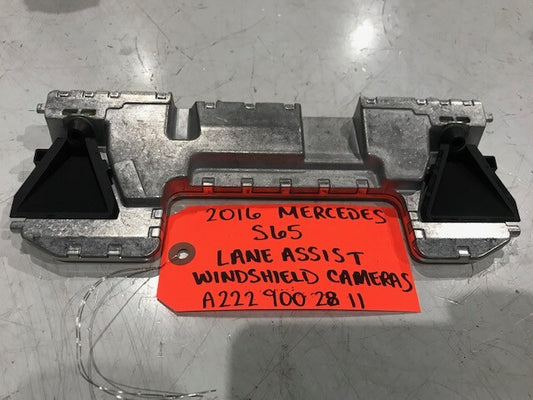 2016 MERCEDES
S65
LANE ASSIST
WINDSHIELD CAMERAS
A222 900 28 11